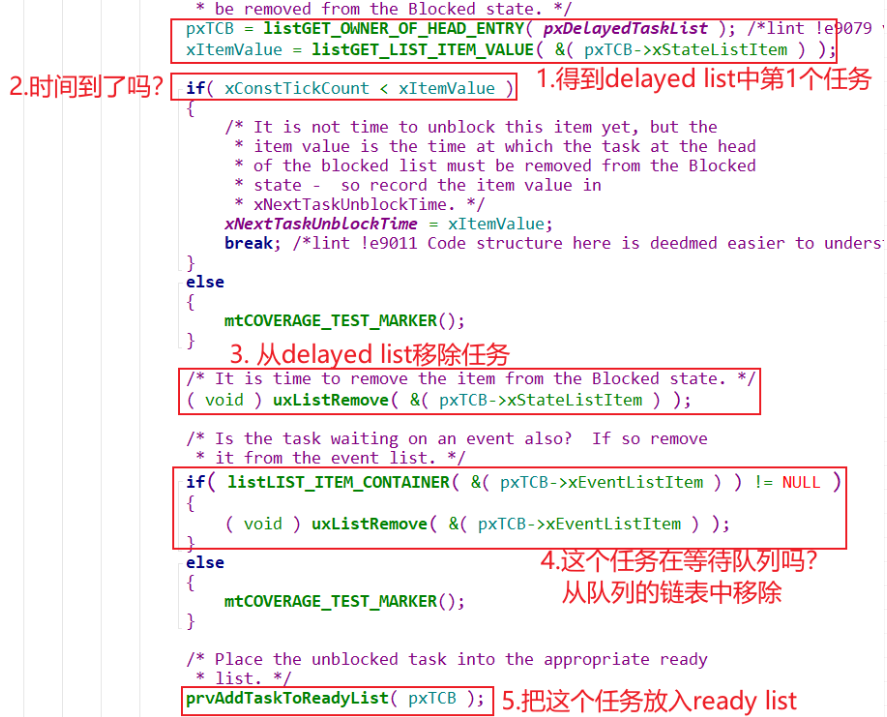 * be removed from the Blocked state. */
pxTCB = listGET_OWNER_OF_HEAD_ENTRY( pxDelayedTaskList ); /*lint !e9079
xItemValue = listGET_LIST_ITEM_VALUE( &( pxTCB->xStateListItem ) );
1.得到delayed list中第1个任务
2.时间到了吗?
if( xConstTickCount < xItemValue )
{
/* It is not time to unblock this item yet, but the
* item value is the time at which the task at the head
* of the blocked list must be removed from the Blocked
* state - so record the item value in
* xNextTaskUnblockTime. */
xNextTaskUnblockTime = xItemValue;
break; /*lint !e9011 Code structure here is deedmed easier to
}
else
{
mtCOVERAGE_TEST_MARKER();
}
3. 从delayed list移除任务
/* It is time to remove the item from the Blocked state. */
( void ) uxListRemove( &( pxTCB->xStateListItem ) );
/* Is the task waiting on an event also? If so remove
* it from the event list. */
if( listLIST_ITEM_CONTAINER( &( pxTCB->xEventListItem ) ) != NULL )
{
( void ) uxListRemove( &( pxTCB->xEventListItem ) );
}
4.这个任务在等待队列吗?
从队列的链表中移除
else
{
mtCOVERAGE_TEST_MARKER();
}
/* Place the unblocked task into the appropriate ready
* list. */
prvAddTaskToReadyList( pxTCB );
5.把这个任务放入ready list